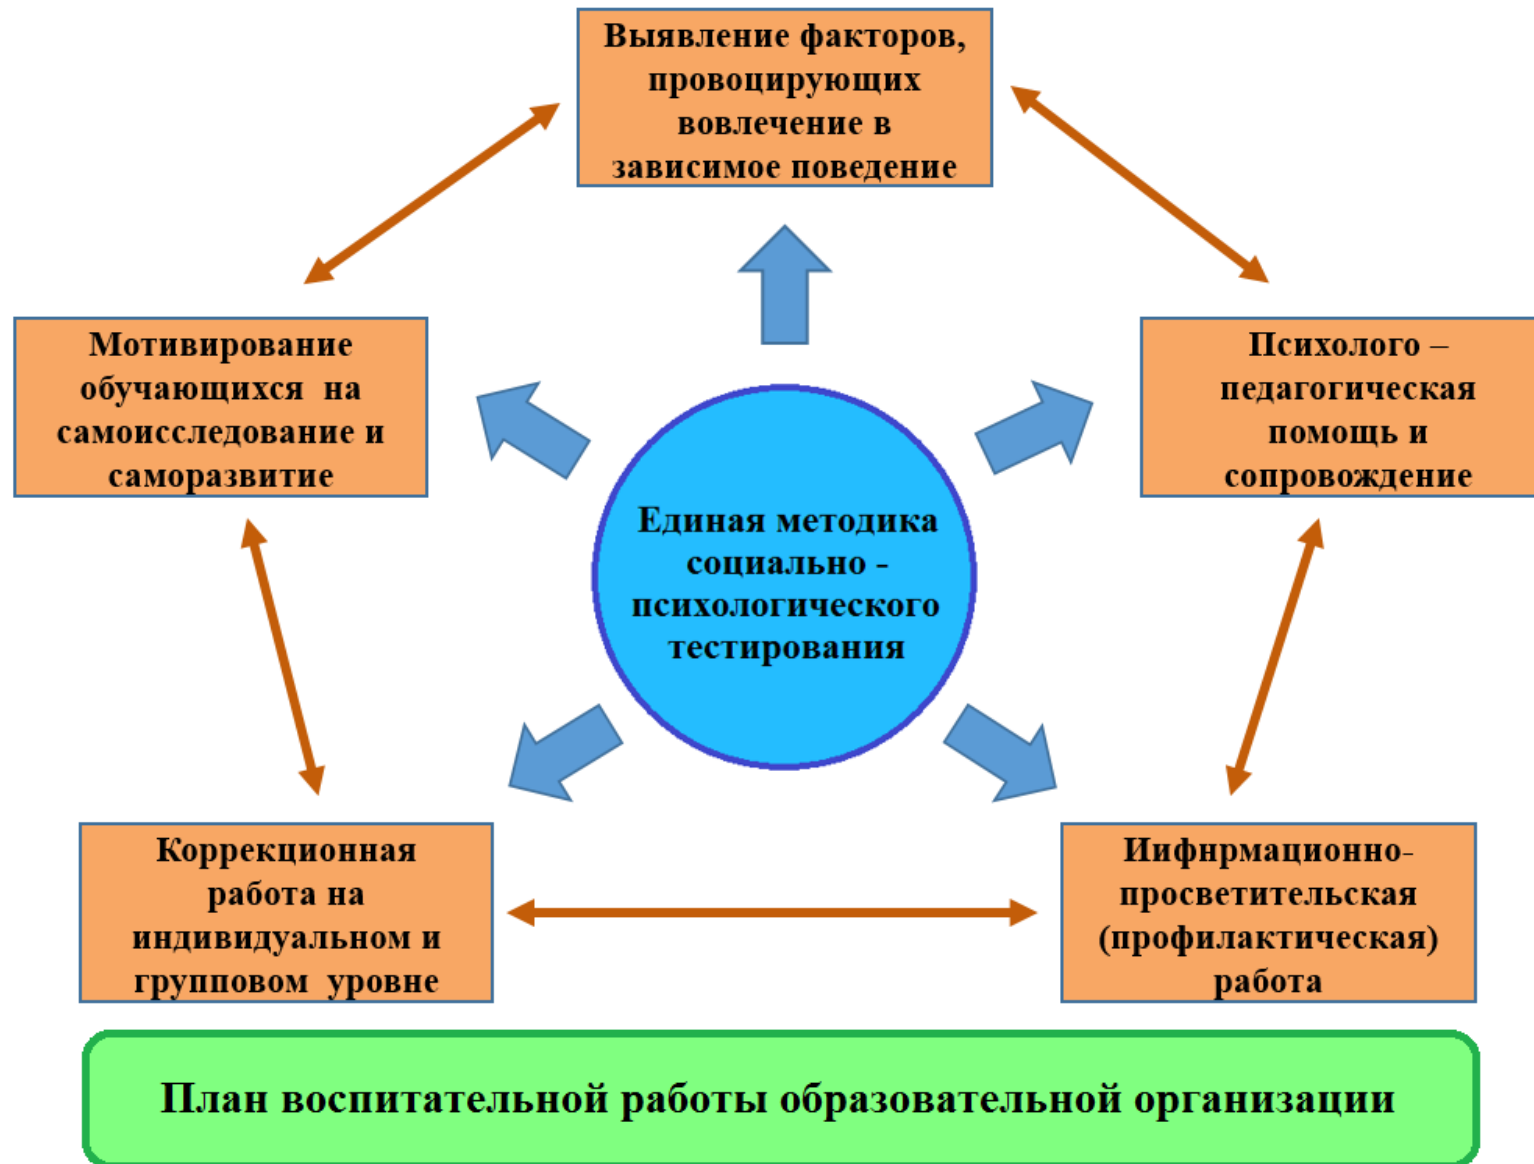 Выявление факторов,
провоцирующих
вовлечение в
зависимое поведение
Мотивирование
обучающихся на
самоисследование и
саморазвитие
Психолого –
педагогическая
помощь и
сопровождение
Единая методика
социально -
психологического
тестирования
Коррекционная
работа на
индивидуальном и
групповом уровне
Иифнрмационно-
просветительская
(профилактическая)
работа
План воспитательной работы образовательной организации